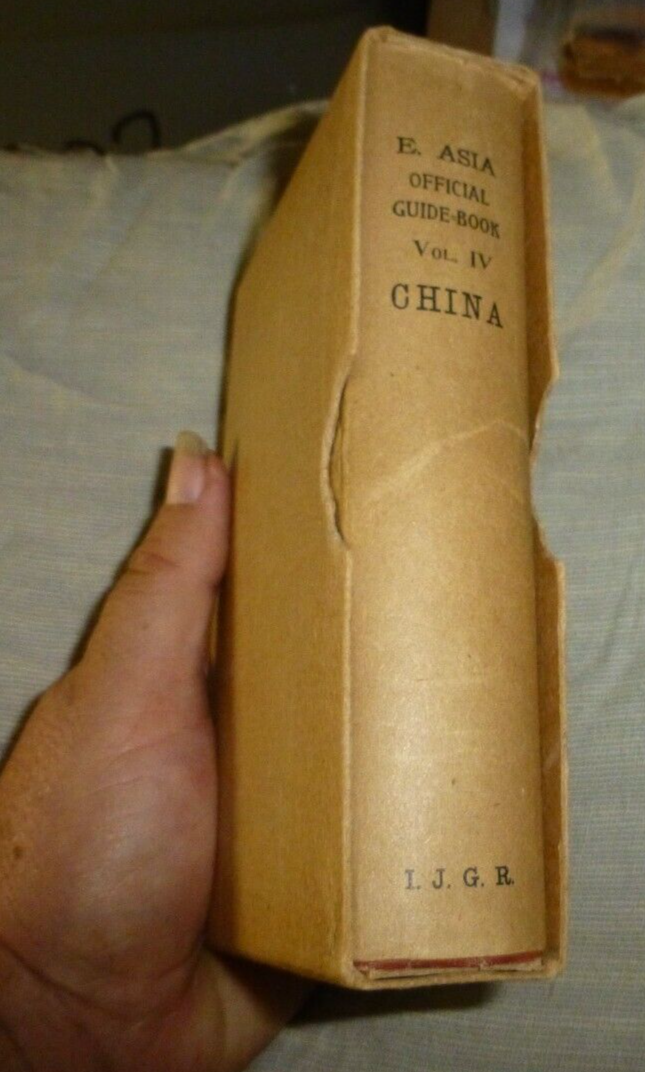 E. ASIA
OFFICIAL
GUIDE-BOOK
VOL. IV
CHINA
I. J. G. R.